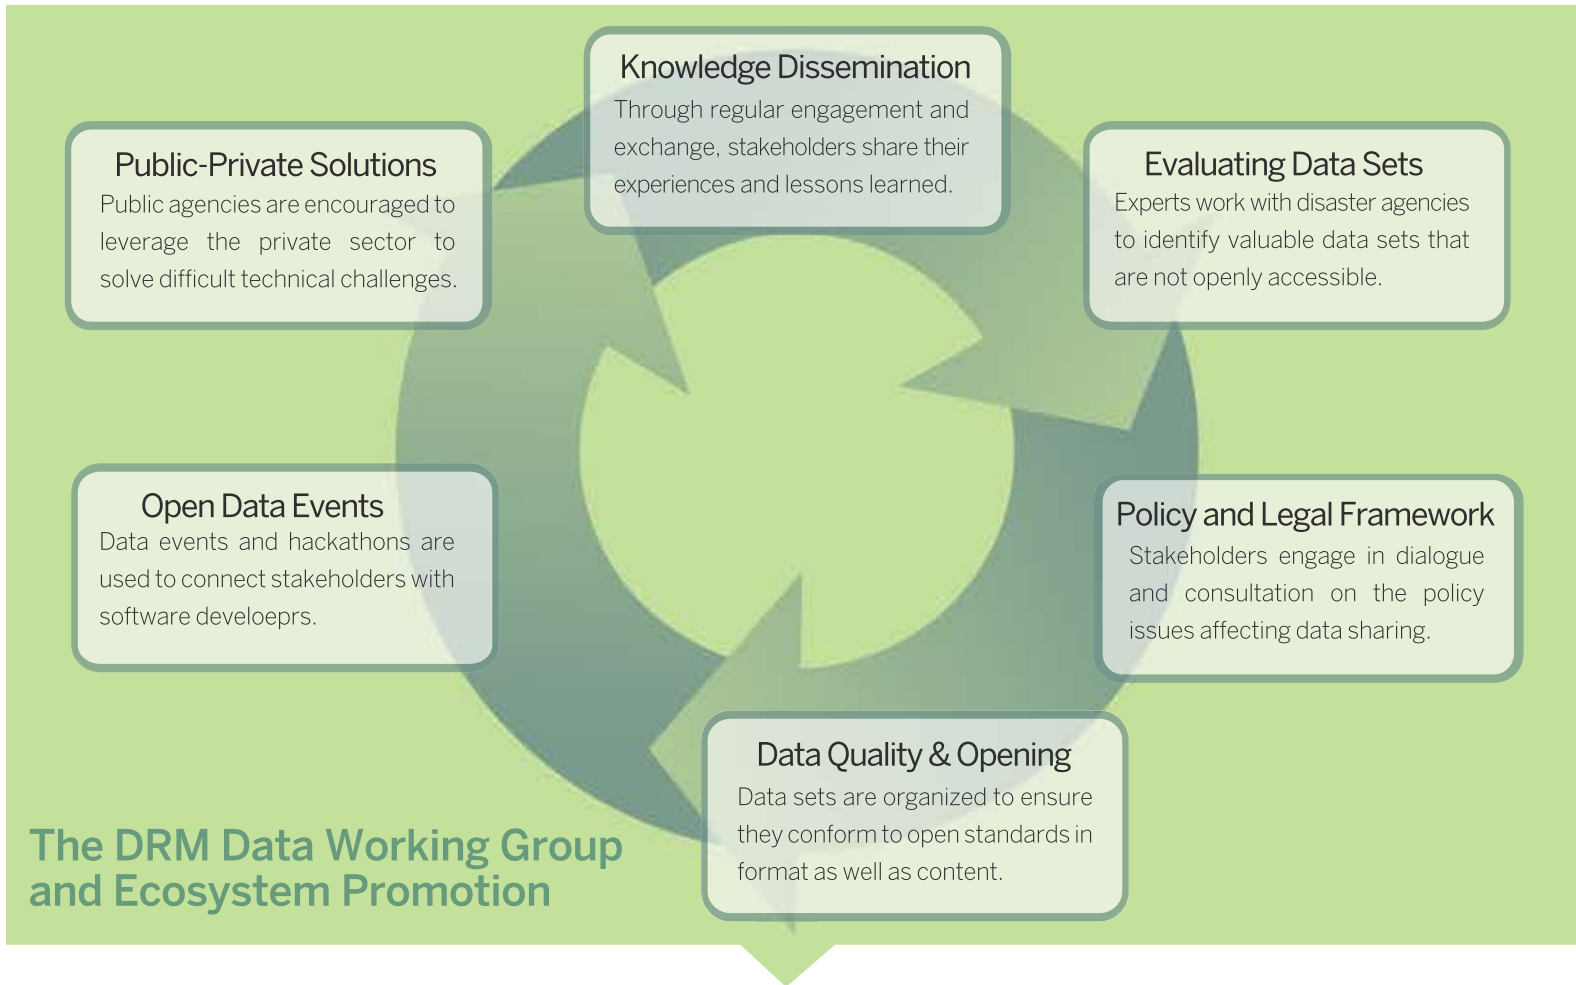 Knowledge Dissemination
Through regular engagement and
exchange, stakeholders share their
experiences and lessons learned.
Evaluating Data Sets
Experts work with disaster agencies
to identify valuable data sets that
are not openly accessible.
Policy and Legal Framework
Stakeholders engage in dialogue
and consultation on the policy
issues affecting data sharing.
Data Quality & Opening
Data sets are organized to ensure
they conform to open standards in
format as well as content.
Open Data Events
Data events and hackathons are
used to connect stakeholders with
software develoeprs.
Public-Private Solutions
Public agencies are encouraged to
leverage the private sector to
solve difficult technical challenges.
The DRM Data Working Group
and Ecosystem Promotion